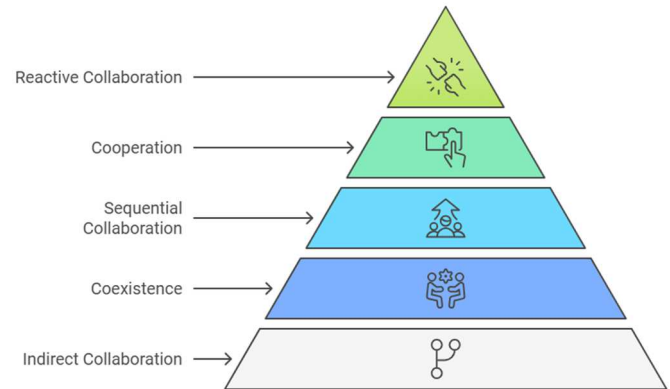 Reactive Collaboration
Cooperation
Sequential
Collaboration
Coexistence
Indirect Collaboration